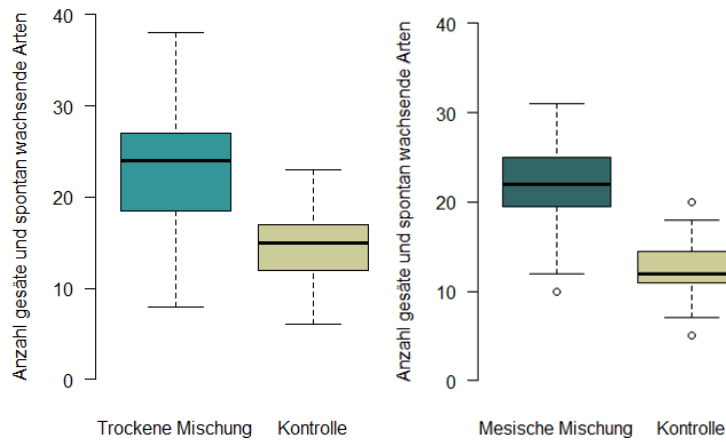 Anzahl gesäte und spontan wachsende Arten
40
30
20
10
0
Trockene Mischung
Kontrolle
Anzahl gesäte und spontan wachsende Arten
40
30
20
10
0
Mesische Mischung
Kontrolle